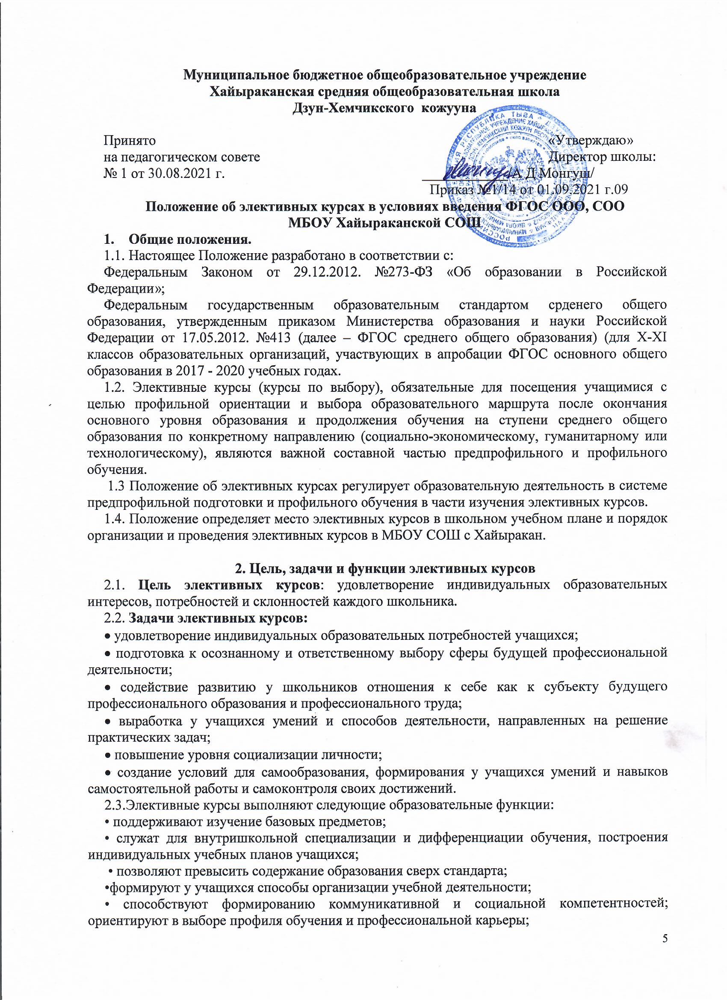 Муниципальное бюджетное общеобразовательное учреждение
Хайыраканская средняя общеобразовательная школа
Дзун-Хемчикского кожууна
Принято
«Утверждаю»
на педагогическом совете
Директор школы:
№ 1 от 30.08.2021 г.
/А Д Монгуш/
Приказ №1/14 от 01.09.2021 г.09
Положение об элективных курсах в условиях введения ФГОС ООО, СОО
МБОУ Хайыраканской СОШ
1. Общие положения.
1.1. Настоящее Положение разработано в соответствии с:
Федеральным Законом от 29.12.2012. №273-ФЗ «Об образовании в Российской
Федерации»;
Федеральным государственным образовательным стандартом срденего общего
образования, утвержденным приказом Министерства образования и науки Российской
Федерации от 17.05.2012. №413 (далее – ФГОС среднего общего образования) (для X-XI
классов образовательных организаций, участвующих в апробации ФГОС основного общего
образования в 2017 - 2020 учебных годах.
1.2. Элективные курсы (курсы по выбору), обязательные для посещения учащимися с
целью профильной ориентации и выбора образовательного маршрута после окончания
основного уровня образования и продолжения обучения на ступени среднего общего
образования по конкретному направлению (социально-экономическому, гуманитарному или
технологическому), являются важной составной частью предпрофильного и профильного
обучения.
1.3 Положение об элективных курсах регулирует образовательную деятельность в системе
предпрофильной подготовки и профильного обучения в части изучения элективных курсов.
1.4. Положение определяет место элективных курсов в школьном учебном плане и порядок
организации и проведения элективных курсов в МБОУ СОШ с Хайыракан.
2. Цель, задачи и функции элективных курсов
2.1. Цель элективных курсов: удовлетворение индивидуальных образовательных
интересов, потребностей и склонностей каждого школьника.
2.2. Задачи элективных курсов:
• удовлетворение индивидуальных образовательных потребностей учащихся;
• подготовка к осознанному и ответственному выбору сферы будущей профессиональной
деятельности;
• содействие развитию у школьников отношения к себе как к субъекту будущего
профессионального образования и профессионального труда;
• выработка у учащихся умений и способов деятельности, направленных на решение
практических задач;
• повышение уровня социализации личности;
• создание условий для самообразования, формирования у учащихся умений и навыков
самостоятельной работы и самоконтроля своих достижений.
2.3.Элективные курсы выполняют следующие образовательные функции:
• поддерживают изучение базовых предметов;
• служат для внутришкольной специализации и дифференциации обучения, построения
индивидуальных учебных планов учащихся;
• позволяют превысить содержание образования сверх стандарта;
•формируют у учащихся способы организации учебной деятельности;
• способствуют формированию коммуникативной и социальной компетентностей;
ориентируют в выборе профиля обучения и профессиональной карьеры;
5